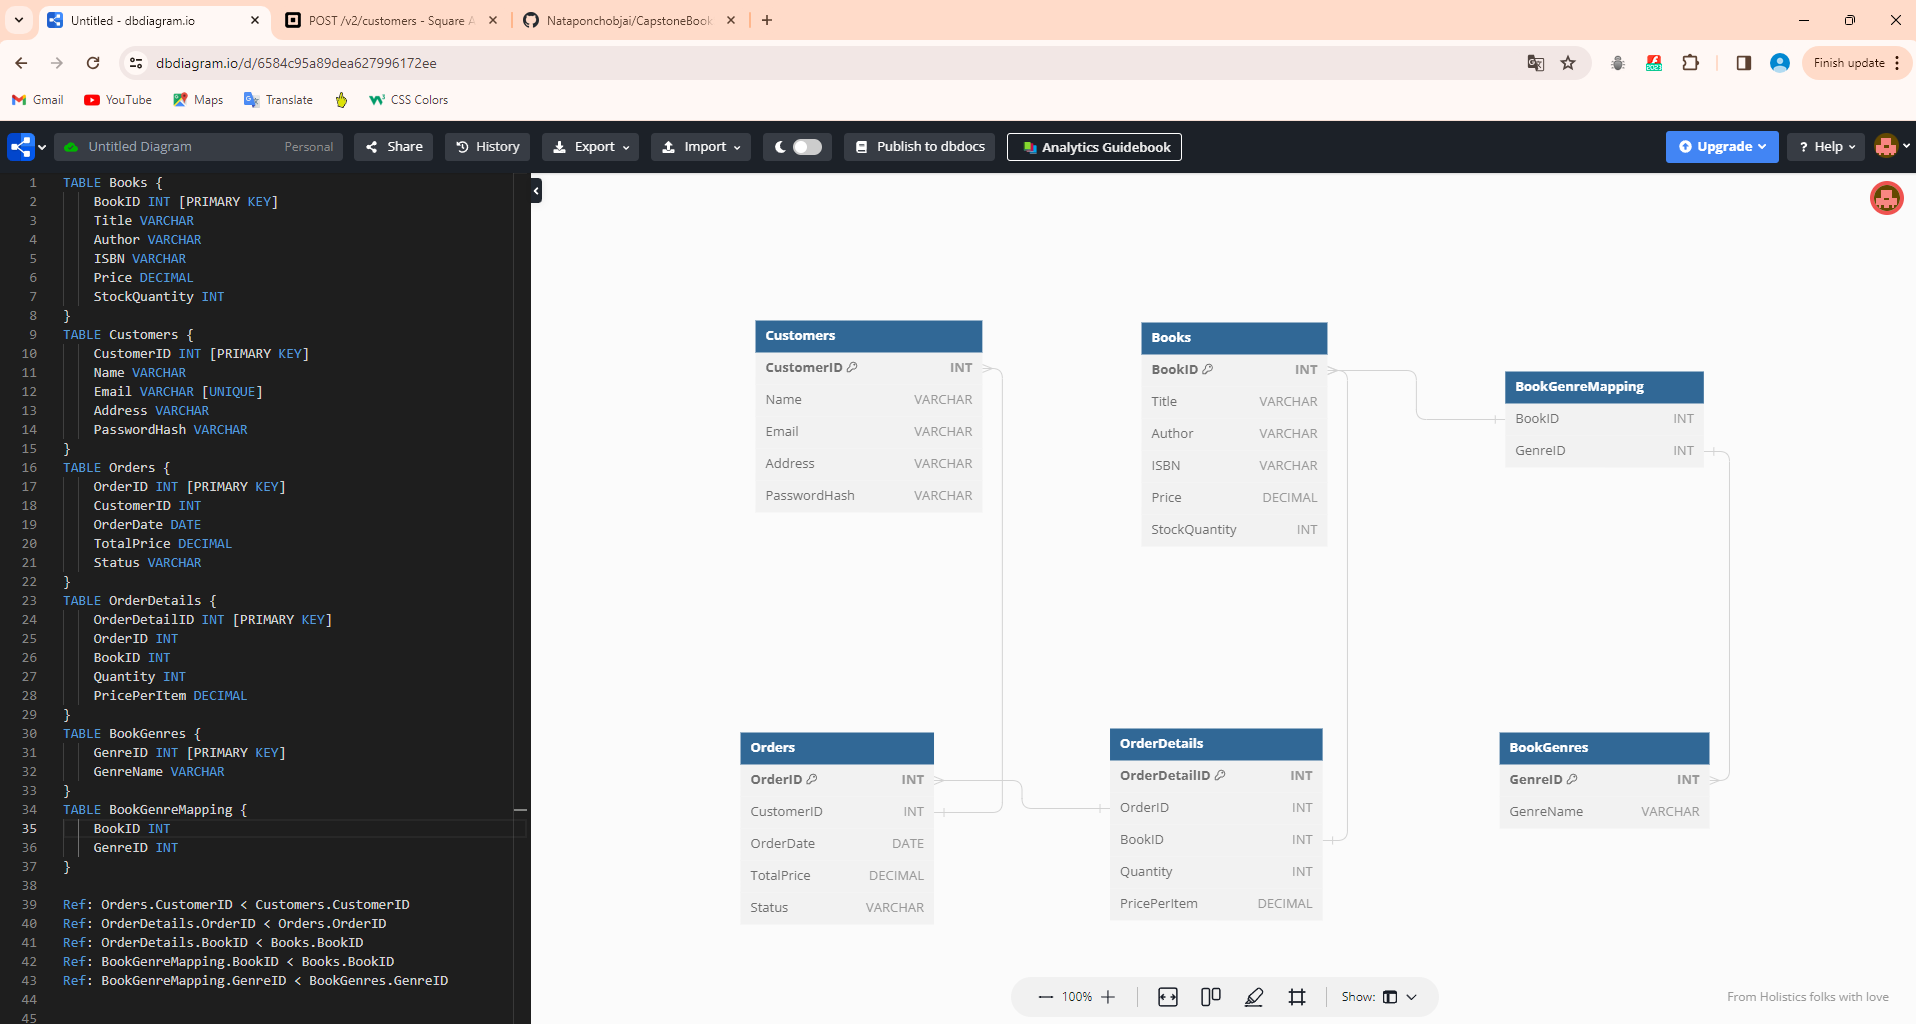 Untitled - dbdiagram.io
POST /v2/customers - Square A
Nataponchobjai/CapstoneBook
dbdiagram.io/d/6584c95a89dea627996172ee
Finish update
Gmail
YouTube
Maps
Translate
CSS Colors
Untitled Diagram
Personal
Share
History
Export
Import
Publish to dbdocs
Analytics Guidebook
Upgrade
? Help
1 TABLE Books {
2 BookID INT [PRIMARY KEY]
3 Title VARCHAR
4 Author VARCHAR
5 ISBN VARCHAR
6 Price DECIMAL
7 StockQuantity INT
8 }
9 TABLE Customers {
10 CustomerID INT [PRIMARY KEY]
11 Name VARCHAR
12 Email VARCHAR [UNIQUE]
13 Address VARCHAR
14 PasswordHash VARCHAR
15 }
16 TABLE Orders {
17 OrderID INT [PRIMARY KEY]
18 CustomerID INT
19 OrderDate DATE
20 TotalPrice DECIMAL
21 Status VARCHAR
22 }
23 TABLE OrderDetails {
24 OrderDetailID INT [PRIMARY KEY]
25 OrderID INT
26 BookID INT
27 Quantity INT
28 PricePerItem DECIMAL
29 }
30 TABLE BookGenres {
31 GenreID INT [PRIMARY KEY]
32 GenreName VARCHAR
33 }
34 TABLE BookGenreMapping {
35 BookID INT
36 GenreID INT
37 }
38
39 Ref: Orders.CustomerID < Customers.CustomerID
40 Ref: OrderDetails.OrderID < Orders.OrderID
41 Ref: OrderDetails.BookID < Books.BookID
42 Ref: BookGenreMapping.BookID < Books.BookID
43 Ref: BookGenreMapping.GenreID < BookGenres.GenreID
44
45
Customers
CustomerID INT
Name VARCHAR
Email VARCHAR
Address VARCHAR
PasswordHash VARCHAR
Books
BookID INT
Title VARCHAR
Author VARCHAR
ISBN VARCHAR
Price DECIMAL
StockQuantity INT
BookGenreMapping
BookID INT
GenreID INT
Orders
OrderID INT
CustomerID INT
OrderDate DATE
TotalPrice DECIMAL
Status VARCHAR
OrderDetails
OrderDetailID INT
OrderID INT
BookID INT
Quantity INT
PricePerItem DECIMAL
BookGenres
GenreID INT
GenreName VARCHAR
100%
Show:
From Holistics folks with love